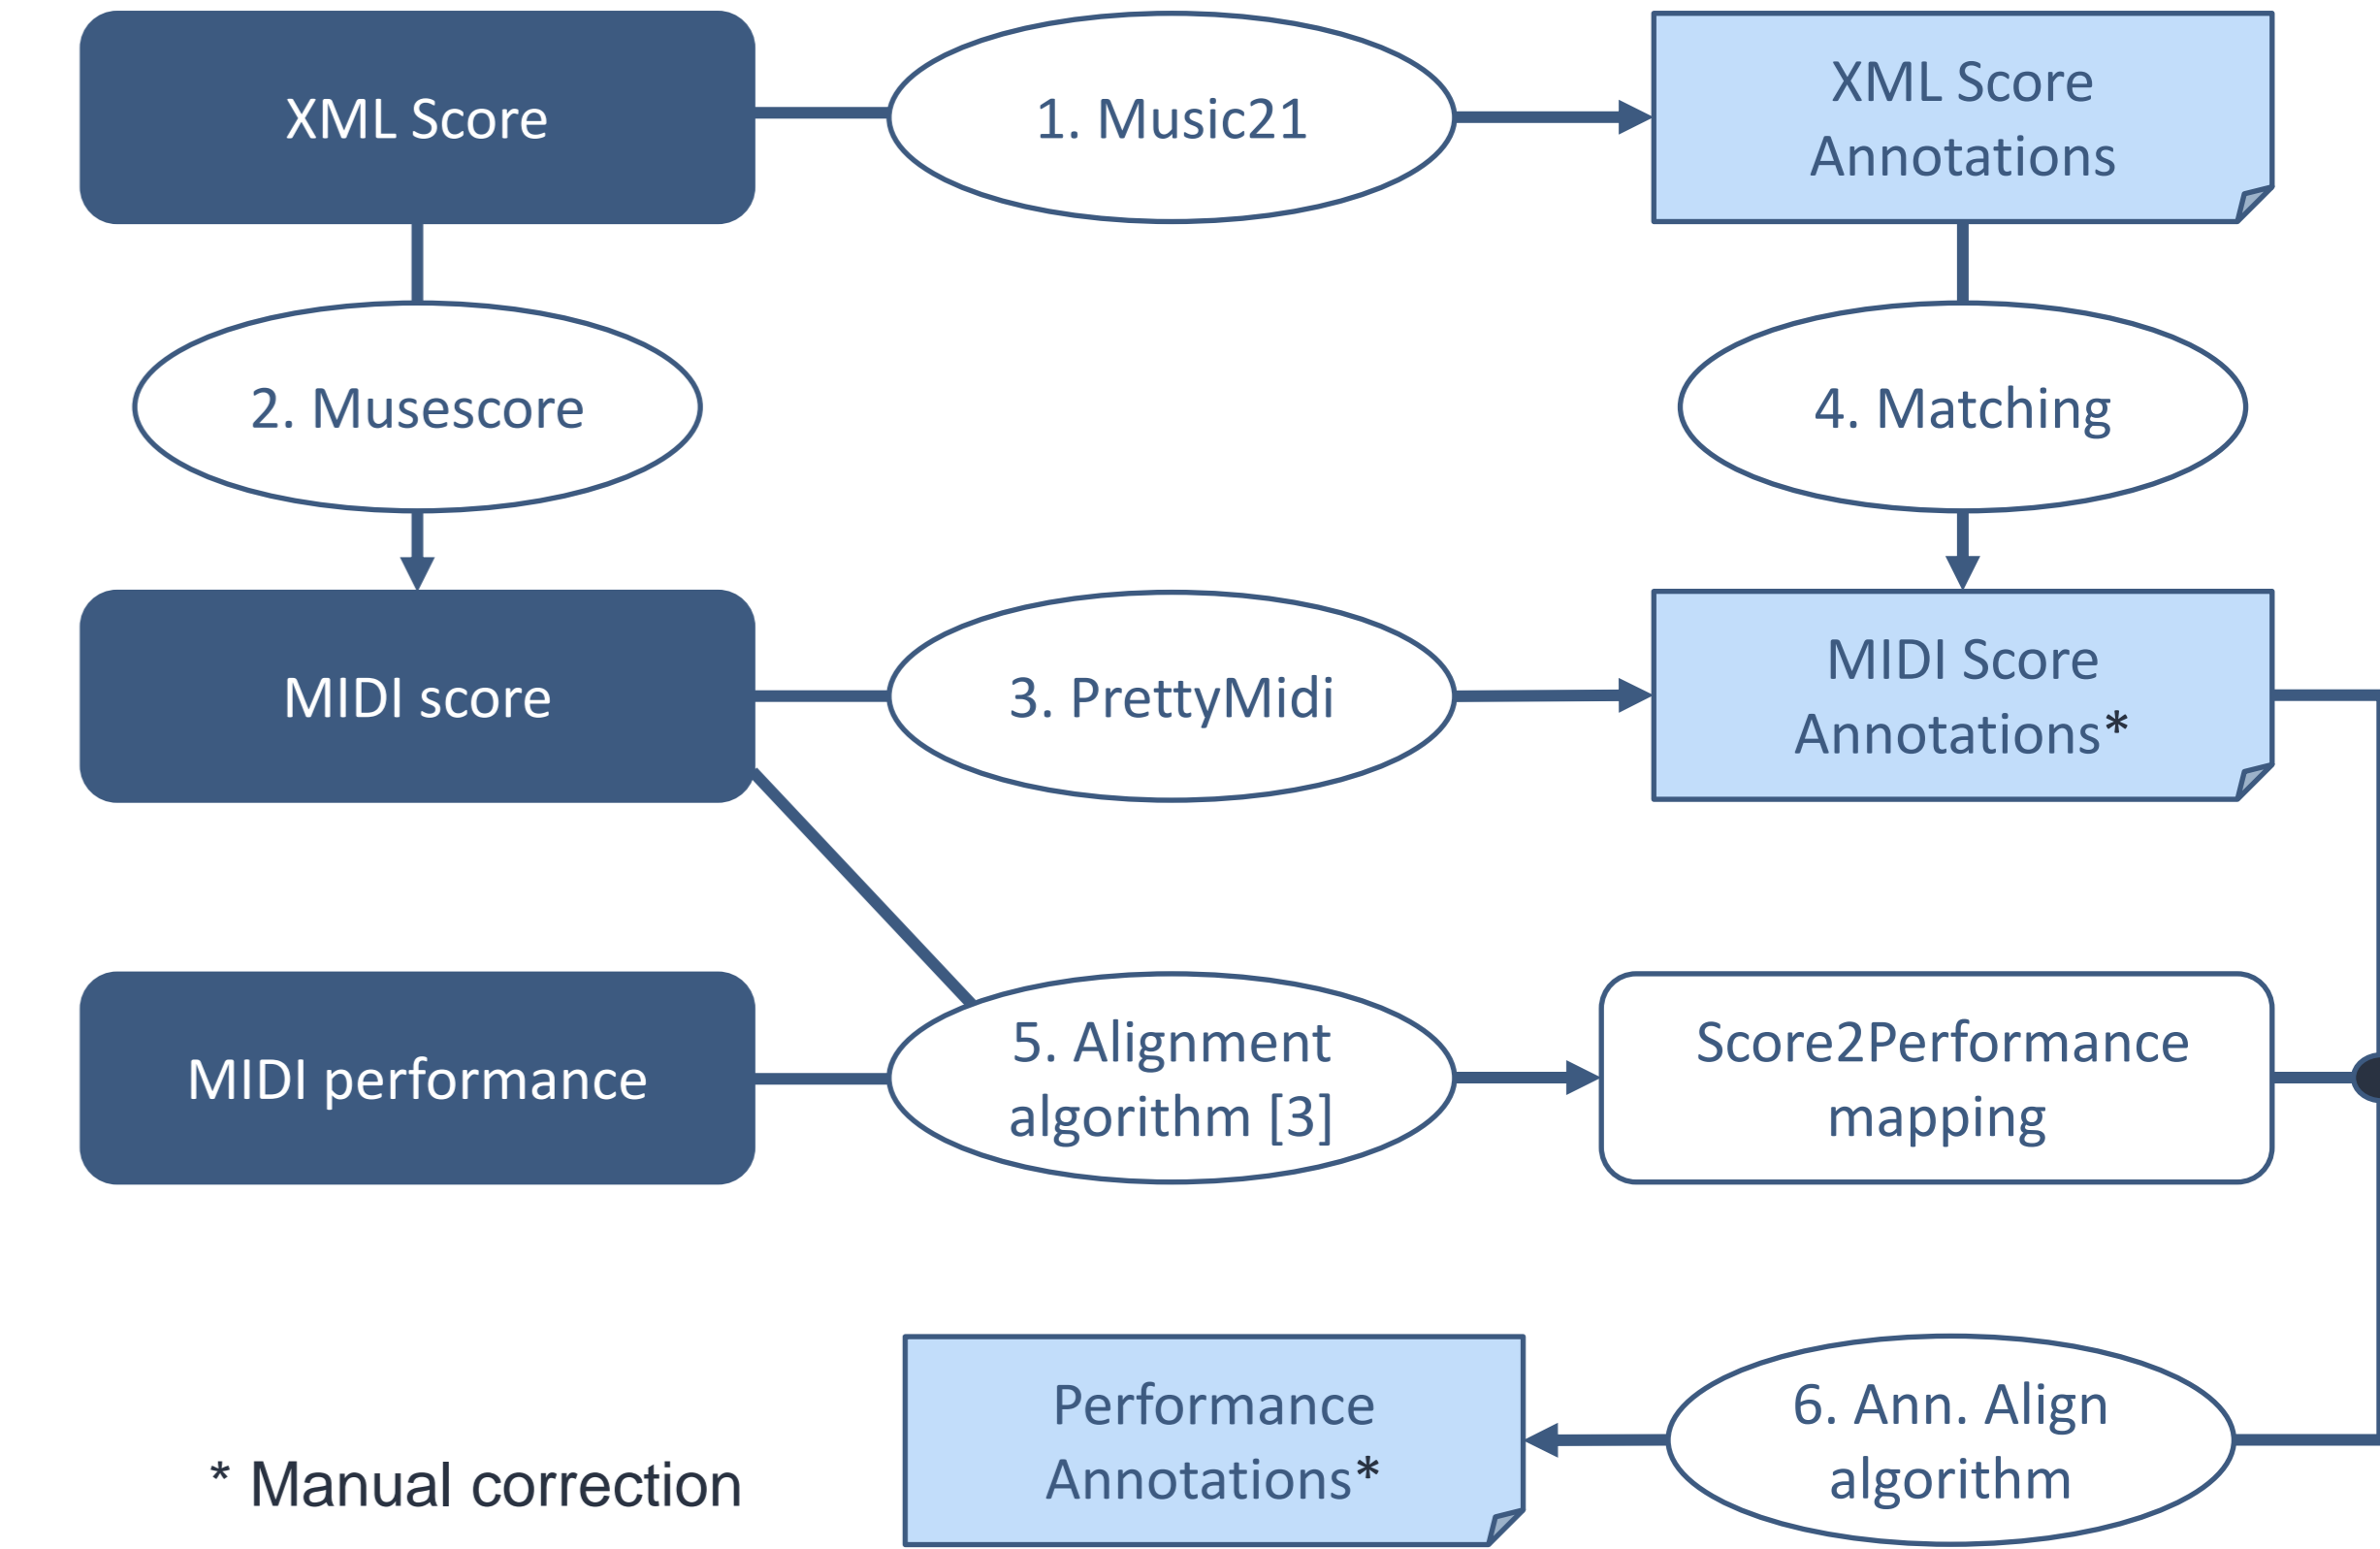 XML Score
1. Music21
XML Score
Annotations
2. Musescore
4. Matching
MIDI score
3. PrettyMidi
MIDI Score
Annotations*
MIDI performance
5. Alignment
algorithm [3]
Score2Performance
mapping
Performance
Annotations*
6. Ann. Align
algorithm
* Manual correction